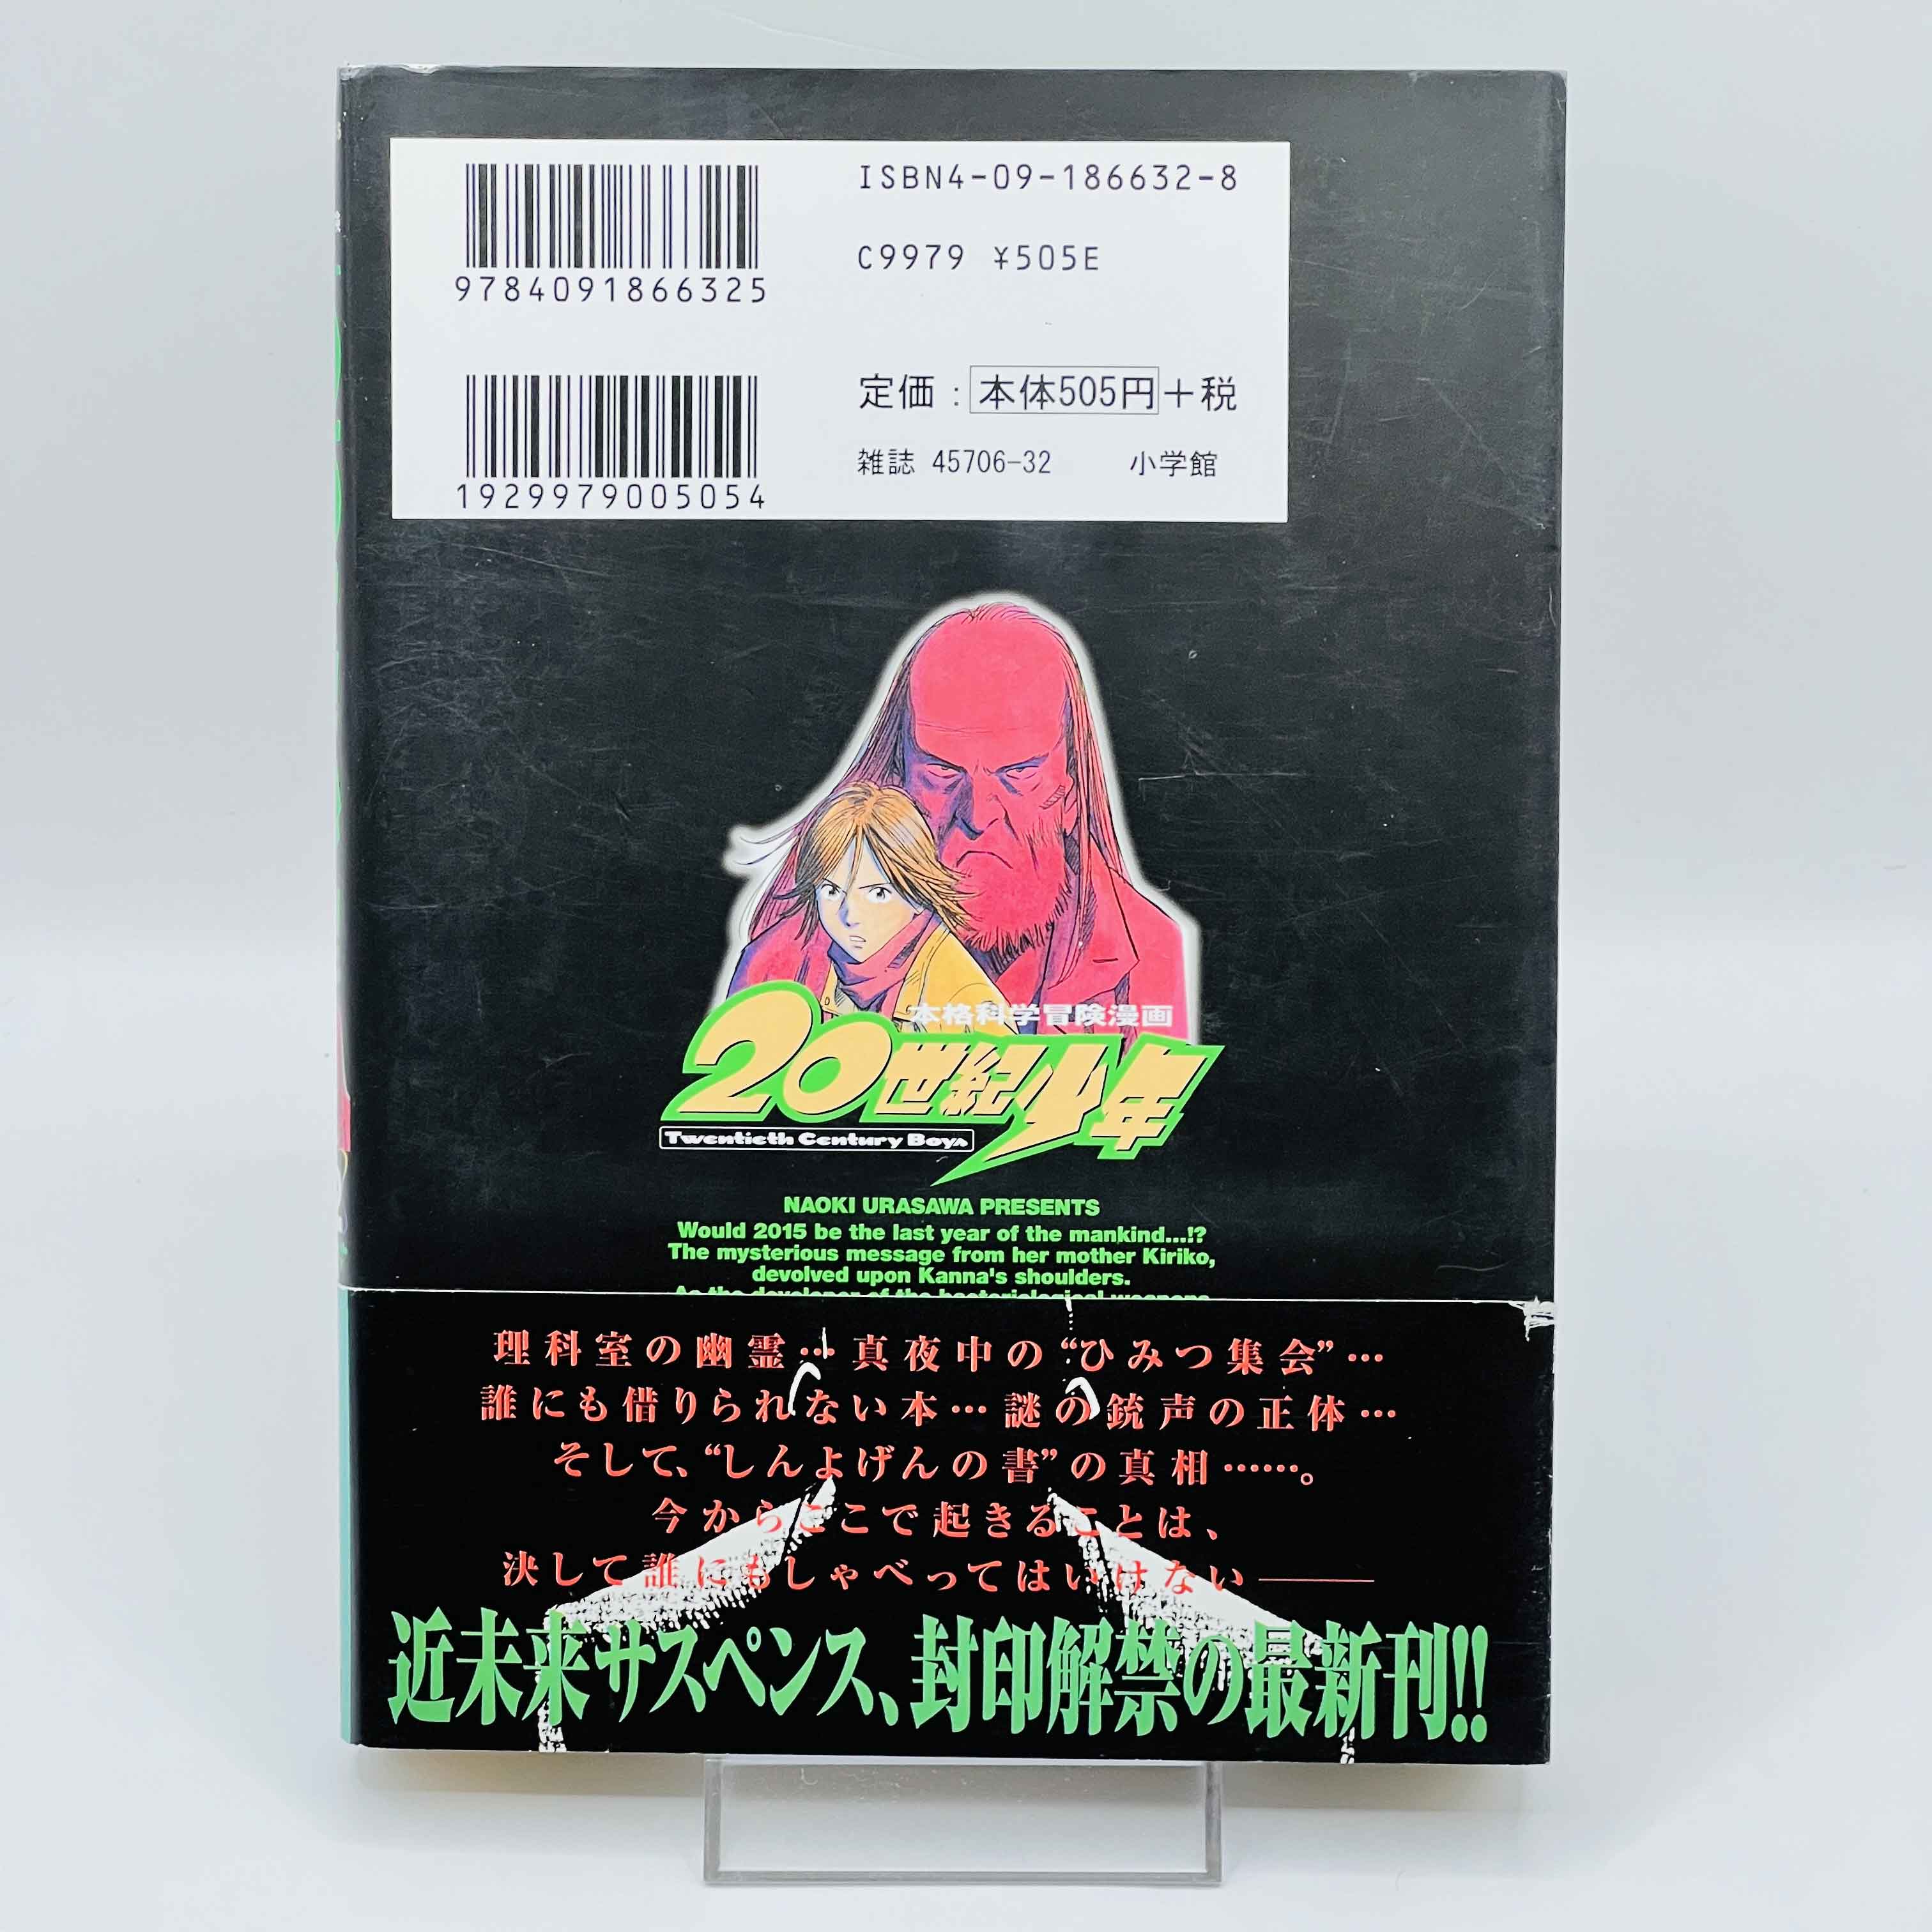 ISBN4-09-186632-8
9784091866325
C9979 ¥505E
定価：本体505円＋税
雑誌 45706-32 小学館
1929979005054
本格科学冒険漫画
20世紀少年
Twentieth Century Boys
NAOKI URASAWA PRESENTS
Would 2015 be the last year of the mankind...!?
The mysterious message from her mother Kiriko,
devolved upon Kanna's shoulders.
As the developer of the bacteriological weapons
理科室の幽霊…真夜中の“ひみつ集会”…
誰にも借りられない本…謎の銃声の正体…
そして、“しんよげんの書”の真相……。
今からここで起きることは、
決して誰にもしゃべってはいけない――
近未来サスペンス、封印解禁の最新刊!!